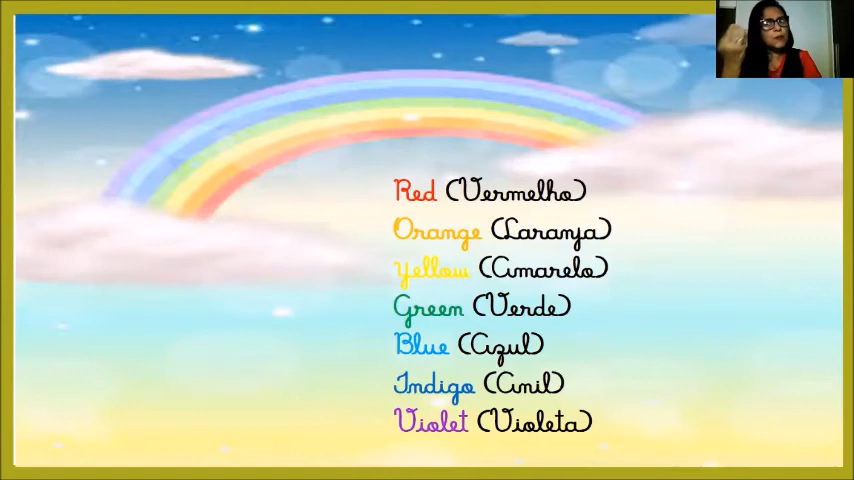 Red (Vermelho)
Orange (Laranja)
Yellow (Amarelo)
Green (Verde)
Blue (Azul)
Indigo (Anil)
Violet (Violeta)